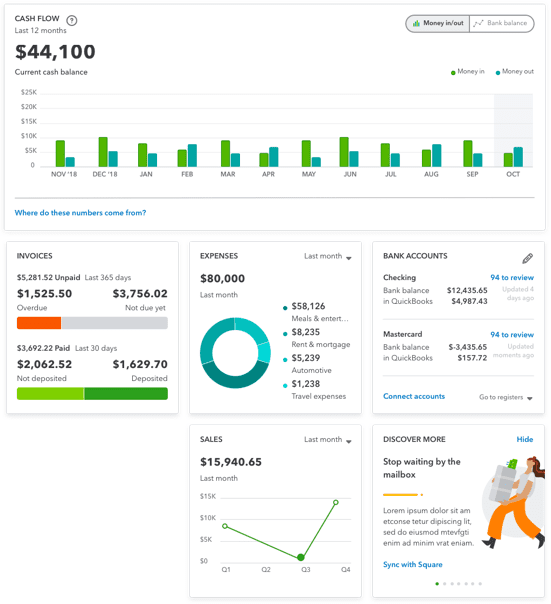 CASH FLOW ?
Last 12 months
Money in/out Bank balance
$44,100
Current cash balance
Money in Money out
$25K
$20K
$15K
$10K
$5K
0
NOV '18 DEC '18 JAN FEB MAR APR MAY JUN JUL AUG SEP OCT
Where do these numbers come from?
INVOICES
$5,281.52 Unpaid Last 365 days
$1,525.50 $3,756.02
Overdue Not due yet
$3,692.22 Paid Last 30 days
$2,062.52 $1,629.70
Not deposited Deposited
EXPENSES Last month
$80,000
Last month
$58,126
Meals & entert...
$8,235
Rent & mortgage
$5,239
Automotive
$1,238
Travel expenses
BANK ACCOUNTS
Checking 94 to review
Bank balance $12,435.65 Updated 4
in QuickBooks $4,987.43 days ago
Mastercard 94 to review
Bank balance $-3,435.65 Updated
in QuickBooks $157.72 moments ago
Connect accounts Go to registers
SALES Last month
$15,940.65
Last month
$15K
$10K
$5K
$0
Q1 Q2 Q3 Q4
DISCOVER MORE Hide
Stop waiting by the
mailbox
Lorem ipsum dolor sit am
etconse tetur dipiscing lit,
sed do eiusmod mtevfgti
enim ad minim vrat eniam.
Sync with Square